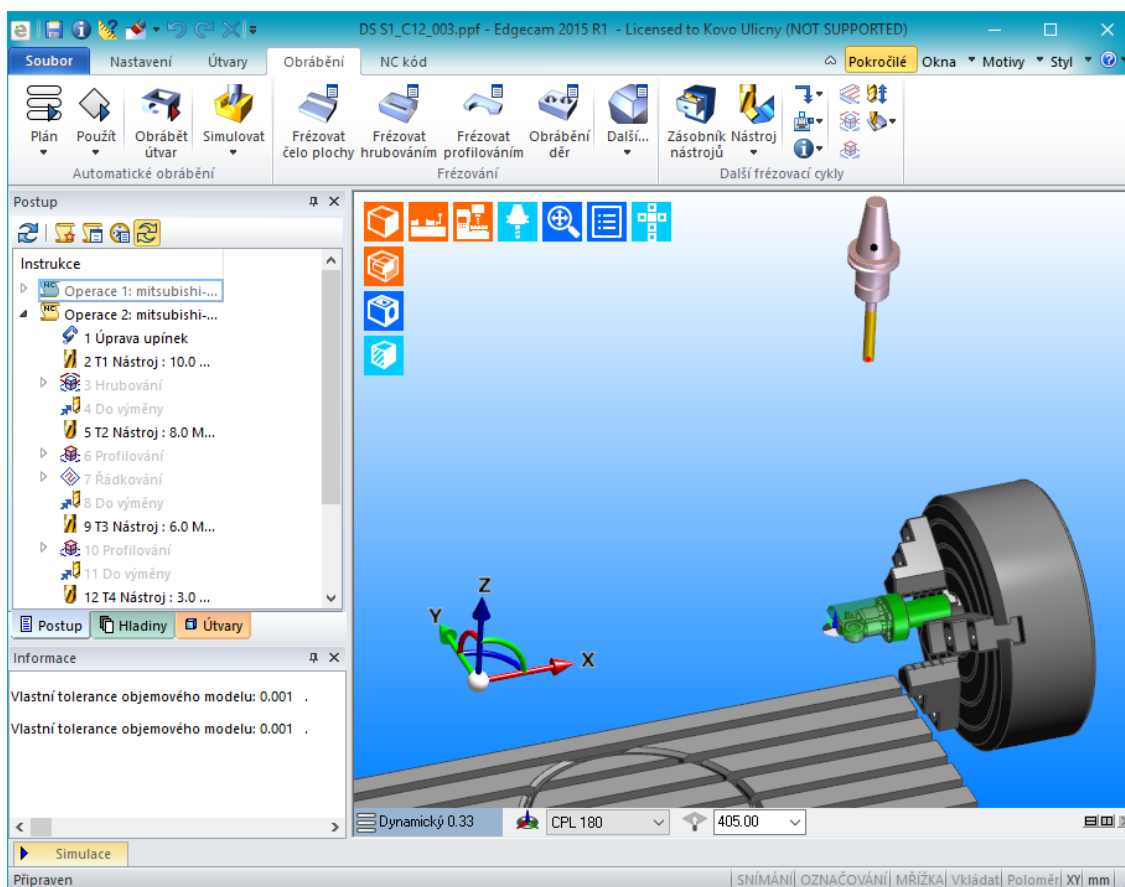 DS S1_C12_003.ppf - Edgecam 2015 R1 - Licensed to Kovo Ulicny (NOT SUPPORTED)
Soubor Nastavení Útvary Obrábění NC kód Pokročilé Okna Motivy Styl
Plán Použít Obrábět útvar Simulovat Frézovat čelo plochy Frézovat hrubováním Frézovat profilováním Obrábění děr Další... Zásobník nástrojů Nástroj
Automatické obrábění Frézování Další frézovací cykly
Postup
Instrukce
Operace 1: mitsubishi-...
Operace 2: mitsubishi-...
1 Úprava upínek
2 T1 Nástroj : 10.0 ...
3 Hrubování
4 Do výměny
5 T2 Nástroj : 8.0 M...
6 Profilování
7 Řádkování
8 Do výměny
9 T3 Nástroj : 6.0 M...
10 Profilování
11 Do výměny
12 T4 Nástroj : 3.0 ...
Postup Hladiny Útvary
Informace
Vlastní tolerance objemového modelu: 0.001 .
Vlastní tolerance objemového modelu: 0.001 .
Z
Y
X
Dynamický 0.33 CPL 180 405.00
Simulace
Připraven SNÍMÁNÍ OZNAČOVÁNÍ MŘÍŽKA Vkládat Poloměr XY mm